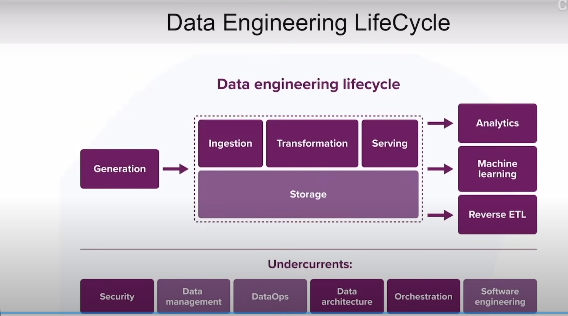 Data Engineering LifeCycle
Data engineering lifecycle
Generation
Ingestion
Transformation
Serving
Storage
Analytics
Machine
learning
Reverse ETL
Undercurrents:
Security
Data
management
DataOps
Data
architecture
Orchestration
Software
engineering